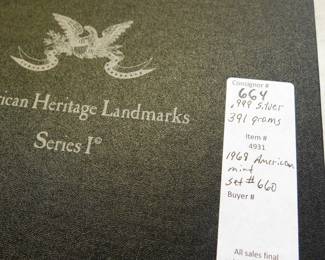 rican Heritage Landmarks
Series I©
Consignor #
664
.999 silver
391 grams
Item #
4931
1968 American
mint
set #660
Buyer #
All sales final